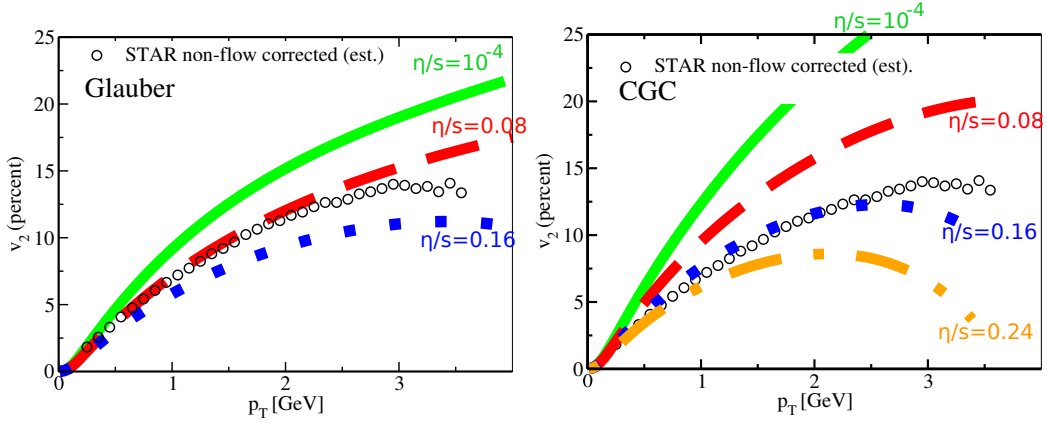 25
20
15
10
5
0
v2 (percent)
STAR non-flow corrected (est.)
Glauber
η/s=10-4
η/s=0.08
η/s=0.16
0
1
2
3
pT [GeV]
25
20
15
10
5
0
v2 (percent)
STAR non-flow corrected (est).
CGC
η/s=10-4
η/s=0.08
η/s=0.16
η/s=0.24
0
1
2
3
pT [GeV]